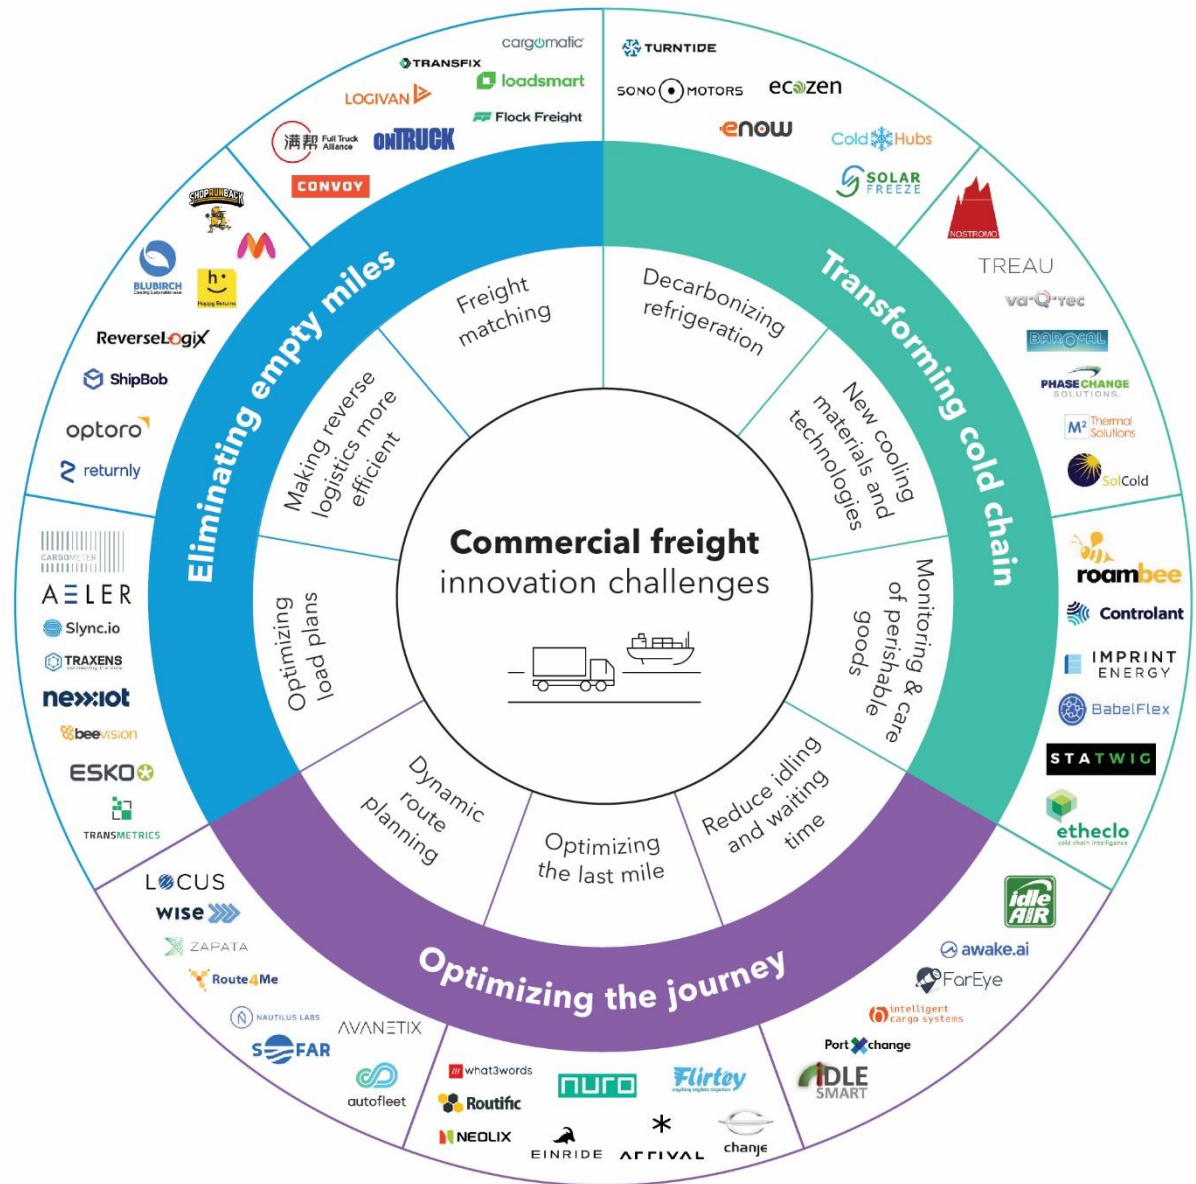 Commercial freight
innovation challenges
Eliminating empty miles
Freight
matching
cargomatic
TRANSFIX
loadsmart
LOGIVAN
Flock Freight
满帮 Full Truck
Alliance
ONTRUCK
CONVOY
Making reverse
logistics more
efficient
SHOPRUNBACK
BLUBIRCH
h
Happy Returns
ReverseLogiX
ShipBob
optoro
returnly
Optimizing
load plans
CARGOMETER
AELER
Slync.io
TRAXENS
nexxiot
beevision
ESKO
TRANSMETRICS
Transforming cold chain
Decarbonizing
refrigeration
TURNTIDE
SONO MOTORS
ecozen
enow
Cold Hubs
SOLAR
FREEZE
New cooling
materials and
technologies
NOSTROMO
TREAU
va-Q-tec
BAROCAL
PHASE CHANGE
SOLUTIONS.
M² Thermal
Solutions
SolCold
Monitoring & care
of perishable
goods
roambee
Controlant
IMPRINT
ENERGY
BabelFlex
STATWIG
etheclo
cold chain intelligence
Optimizing the journey
Dynamic
route
planning
LOCUS
wise
ZAPATA
Route4Me
NAUTILUS LABS
SOFAR
AVANETIX
autofleet
Optimizing
the last mile
what3words
nuro
Flirtey
Routific
NEOLIX
EINRIDE
ARRIVAL
chanje
Reduce idling
and waiting
time
idle
AIR
awake.ai
FarEye
intelligent
cargo systems
PortXchange
IDLE
SMART